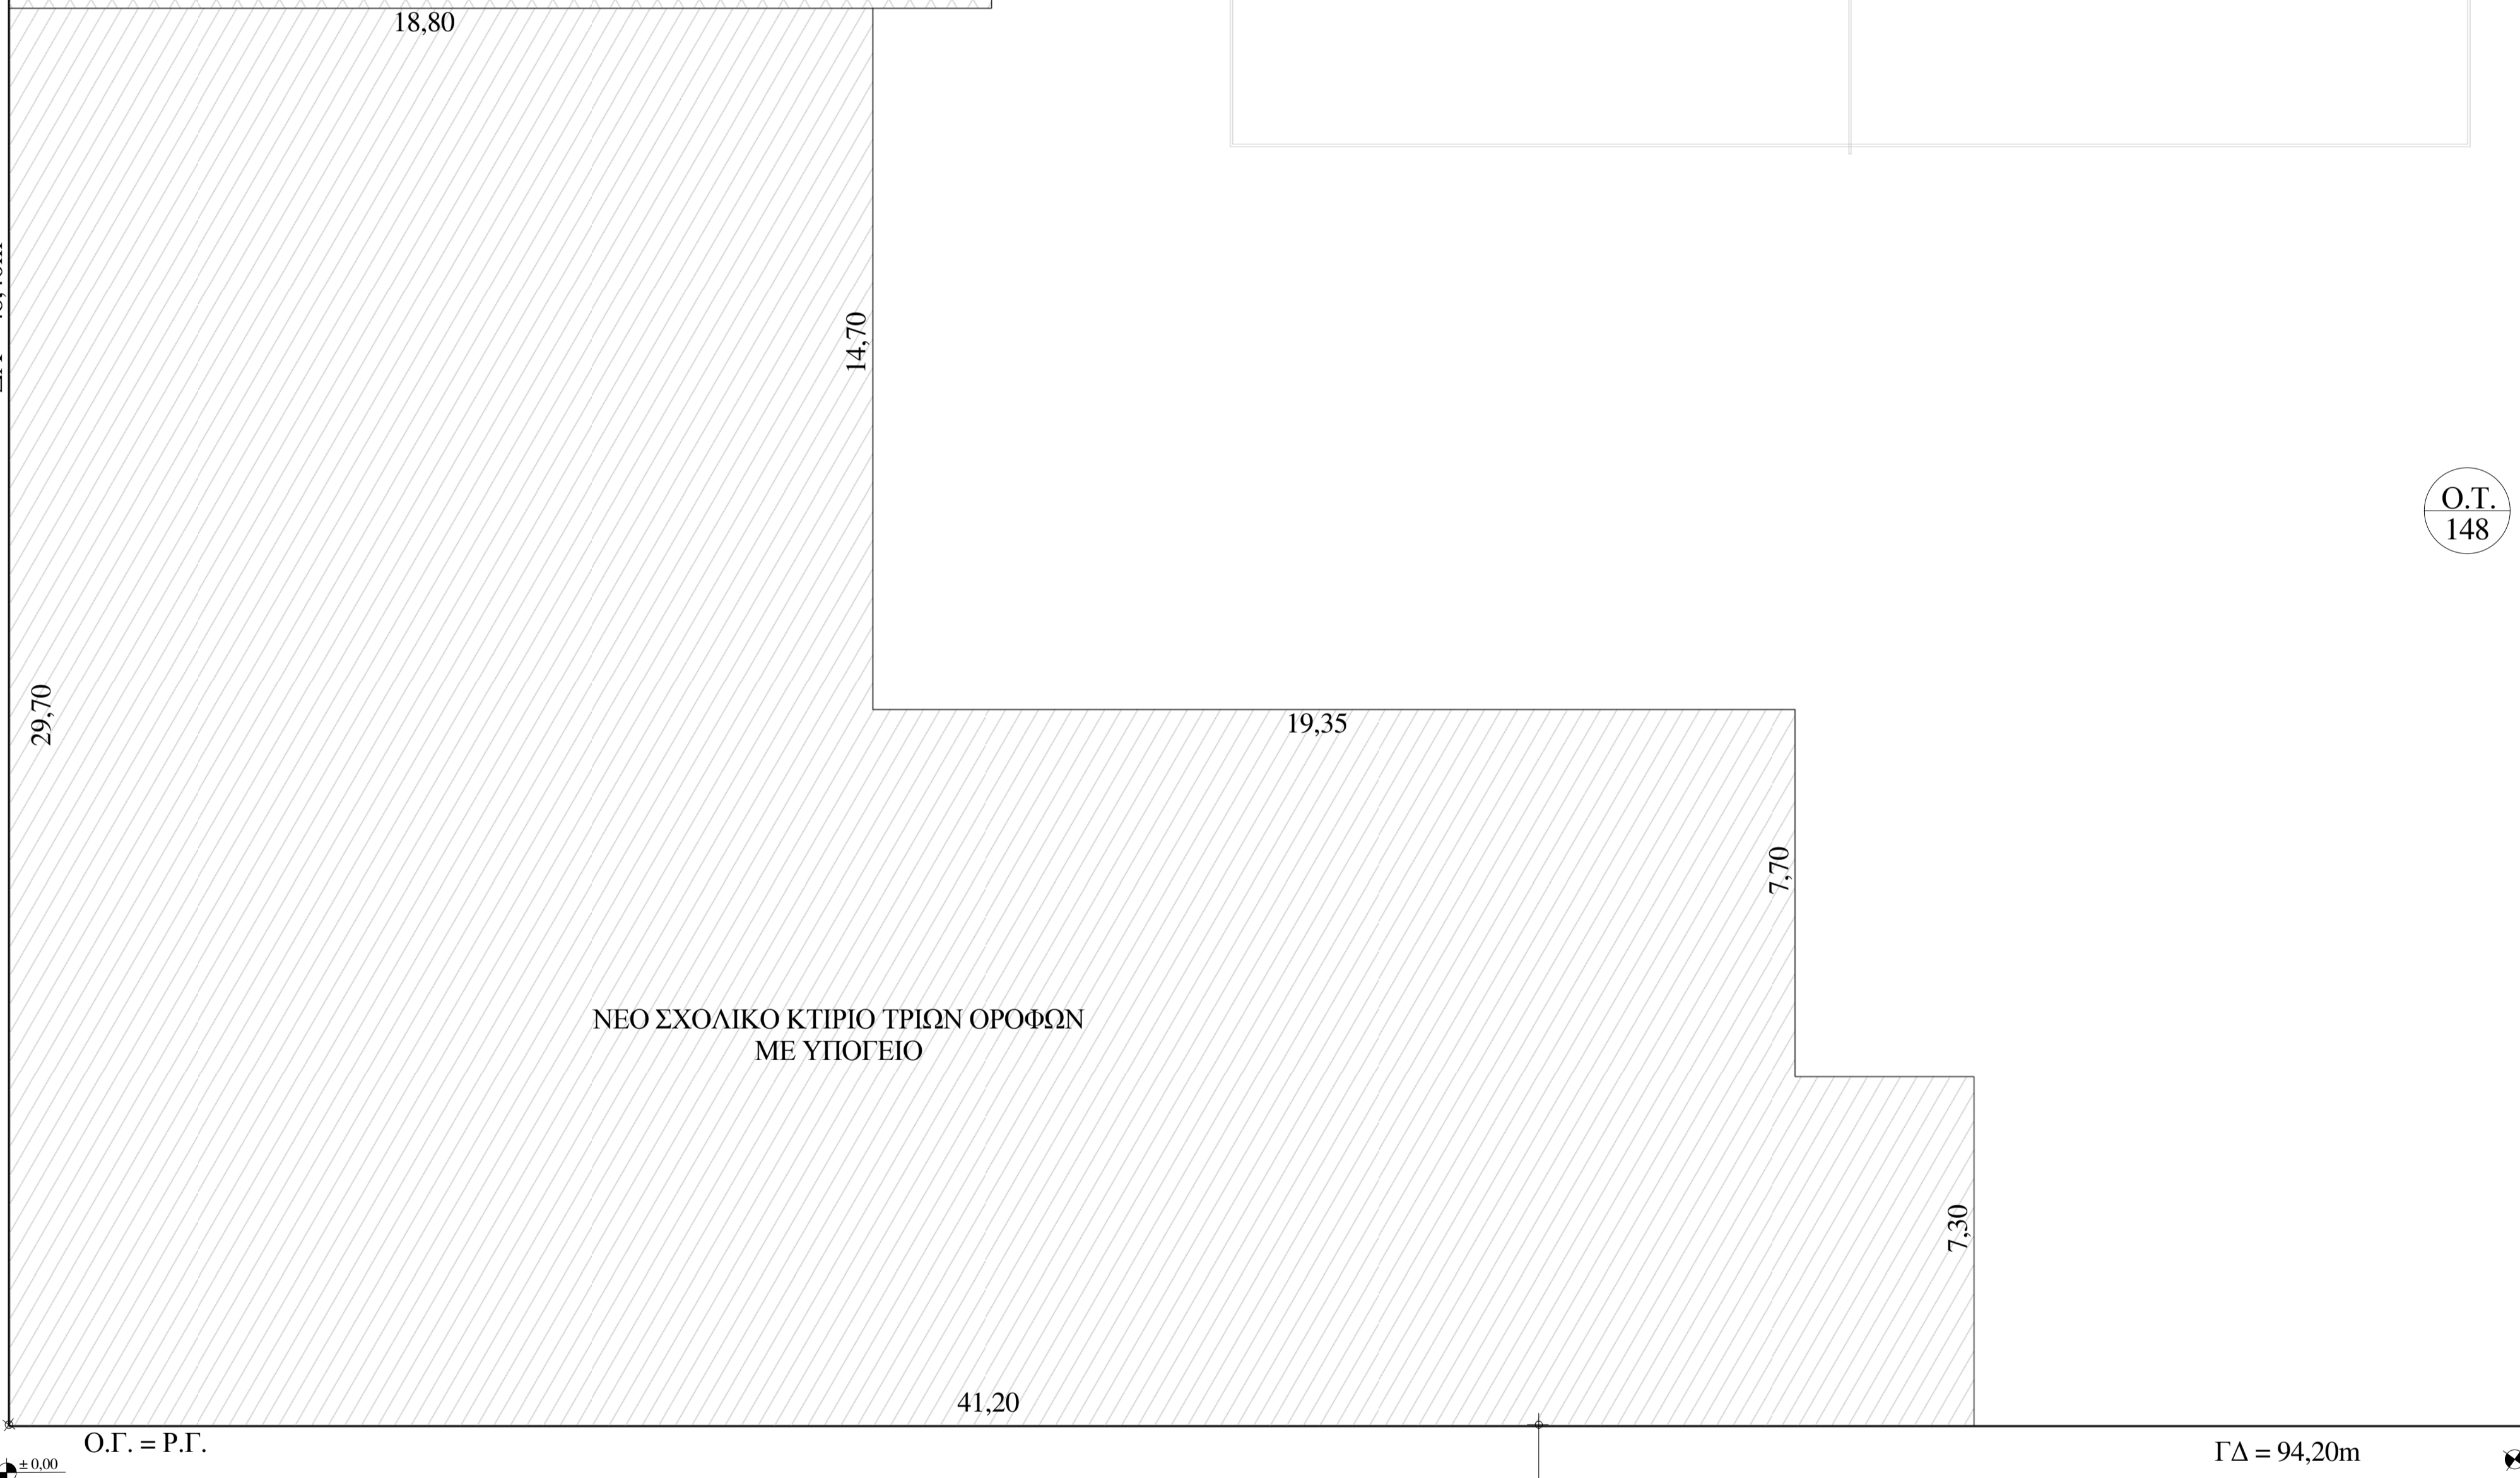 18,80
14,70
Ο.Τ.
148
29,70
19,35
7,70
ΝΕΟ ΣΧΟΛΙΚΟ ΚΤΙΡΙΟ ΤΡΙΩΝ ΟΡΟΦΩΝ
ΜΕ ΥΠΟΓΕΙΟ
7,30
41,20
Ο.Γ. = Ρ.Γ.
ΓΔ = 94,20m
± 0,00